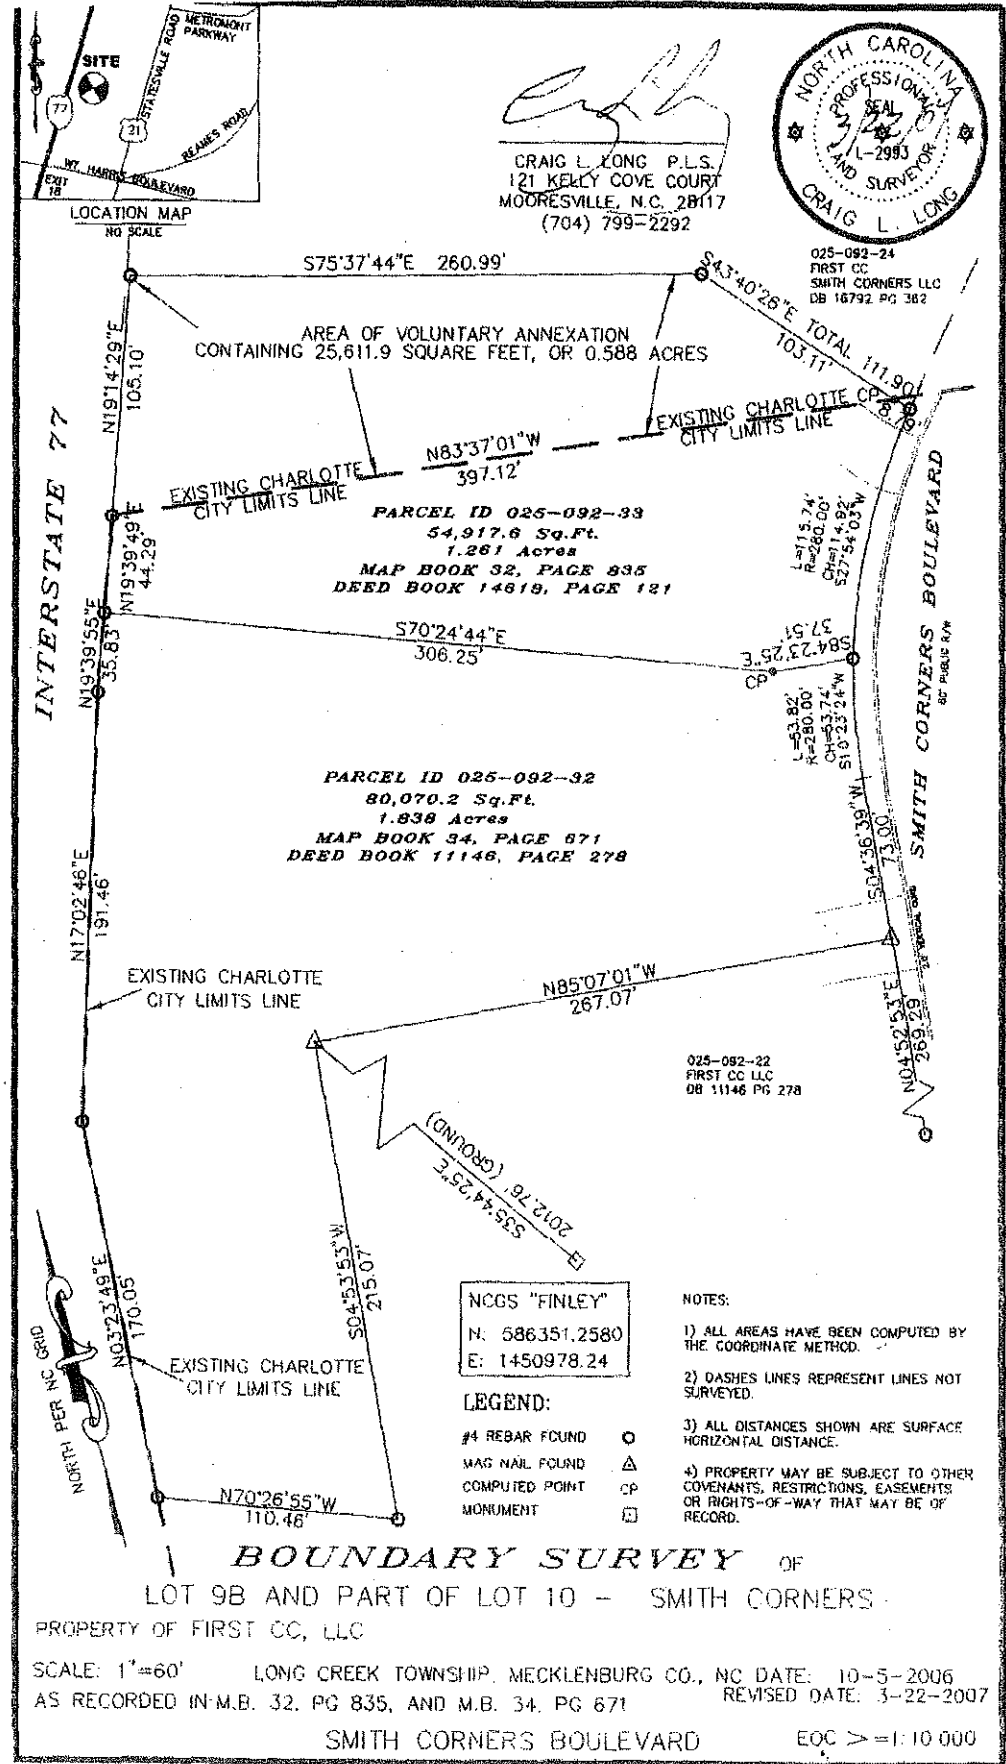 METROMONT
PARKWAY
SITE
STATESVILLE ROAD
77
21
REAMES ROAD
WT. HARRIS BOULEVARD
EXIT
18
LOCATION MAP
NO SCALE
CRAIG L. LONG P.L.S.
121 KELLY COVE COURT
MOORESVILLE, N.C. 28117
(704) 799-2292
NORTH CAROLINA
PROFESSIONAL
SEAL
L-2993
LAND SURVEYOR
CRAIG L. LONG
025-092-24
FIRST CC
SMITH CORNERS LLC
DB 16792 PG 362
S75°37'44"E 260.99'
S43°40'26"E TOTAL 111.90'
103.11'
8.79'
AREA OF VOLUNTARY ANNEXATION
CONTAINING 25,611.9 SQUARE FEET, OR 0.588 ACRES
N19°14'29"E
105.10'
INTERSTATE 77
EXISTING CHARLOTTE
CITY LIMITS LINE
N83°37'01"W
397.12'
EXISTING CHARLOTTE CP
CITY LIMITS LINE
N19°39'49"E
44.29'
PARCEL ID 025-092-33
54,917.6 Sq.Ft.
1.261 Acres
MAP BOOK 32, PAGE 835
DEED BOOK 14619, PAGE 121
L=115.74'
R=280.00'
CH=114.92'
S27°54'03"W
SMITH CORNERS BOULEVARD
60' PUBLIC R/W
N19°39'55"E
35.83'
S70°24'44"E
306.25'
S84°23'25"E
37.51'
CP
L=53.82'
R=280.00'
CH=53.74'
S10°23'24"W
PARCEL ID 025-092-32
80,070.2 Sq.Ft.
1.838 Acres
MAP BOOK 34, PAGE 671
DEED BOOK 11146, PAGE 278
S04°36'39"W
73.00'
N17°02'46"E
191.46'
EXISTING CHARLOTTE
CITY LIMITS LINE
N85°07'01"W
267.07'
N04°52'53"E
269.29
025-092-22
FIRST CC LLC
DB 11146 PG 278
S35°44'25"E
2012.76' (GROUND)
S04°53'53"W
215.07'
N03°23'49"E
170.05'
NORTH PER NC GRID
EXISTING CHARLOTTE
CITY LIMITS LINE
N70°26'55"W
110.46'
NCGS "FINLEY"
N: 586351.2580
E: 1450978.24
LEGEND:
#4 REBAR FOUND
MAG NAIL FOUND
COMPUTED POINT CP
MONUMENT
NOTES:
1) ALL AREAS HAVE BEEN COMPUTED BY
THE COORDINATE METHOD.
2) DASHES LINES REPRESENT LINES NOT
SURVEYED.
3) ALL DISTANCES SHOWN ARE SURFACE
HORIZONTAL DISTANCE.
4) PROPERTY MAY BE SUBJECT TO OTHER
COVENANTS, RESTRICTIONS, EASEMENTS
OR RIGHTS-OF-WAY THAT MAY BE OF
RECORD.
BOUNDARY SURVEY OF
LOT 9B AND PART OF LOT 10 - SMITH CORNERS
PROPERTY OF FIRST CC, LLC
SCALE: 1"=60' LONG CREEK TOWNSHIP, MECKLENBURG CO., NC DATE: 10-5-2006
AS RECORDED IN M.B. 32, PG 835, AND M.B. 34, PG 671 REVISED DATE: 3-22-2007
SMITH CORNERS BOULEVARD EOC >=1:10 000